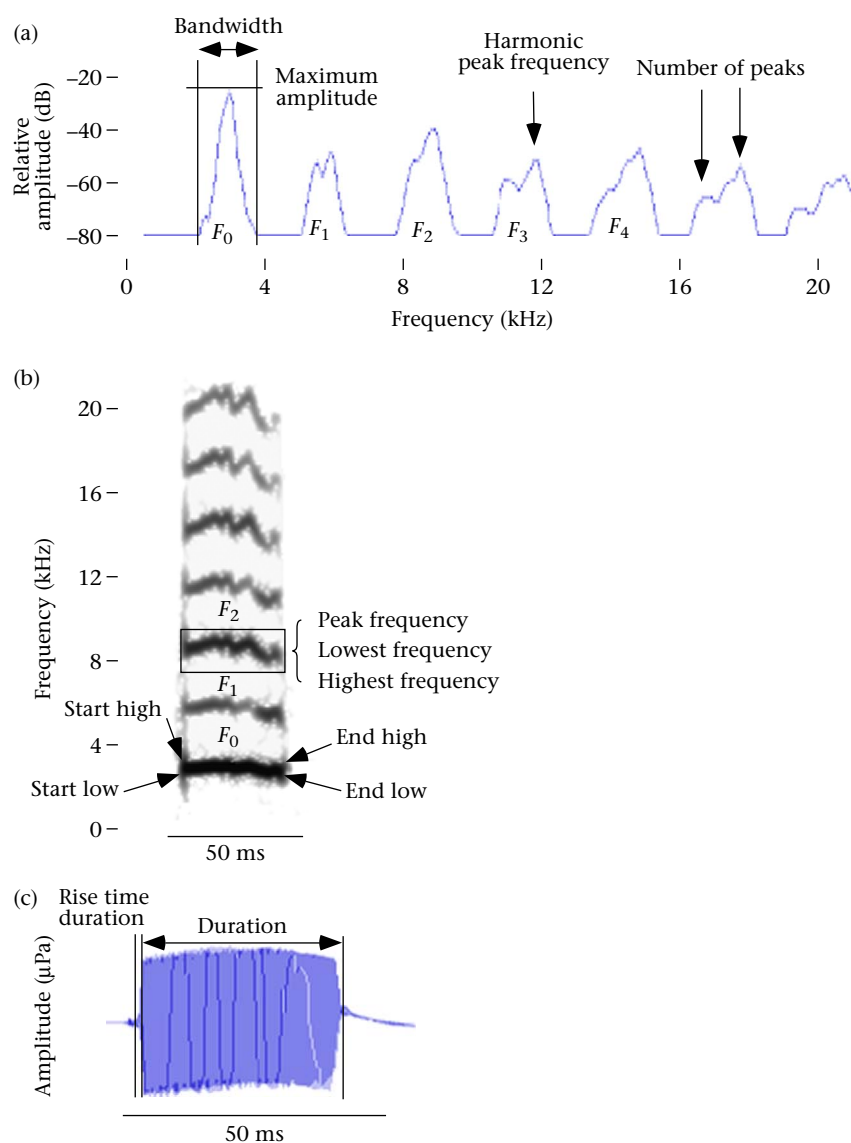 (a)
Bandwidth
Maximum
amplitude
Harmonic
peak frequency
Number of peaks
Relative
amplitude (dB)
–20
–40
–60
–80
F0
F1
F2
F3
F4
0
4
8
12
16
20
Frequency (kHz)
(b)
Frequency (kHz)
20
16
12
8
4
0
F2
F1
F0
Peak frequency
Lowest frequency
Highest frequency
Start high
Start low
End high
End low
50 ms
(c)
Rise time
duration
Duration
Amplitude (μPa)
50 ms